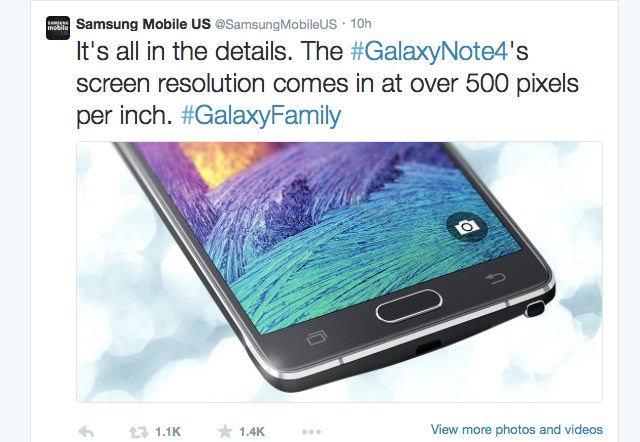 Samsung Mobile US @SamsungMobileUS · 10h
It's all in the details. The #GalaxyNote4's
screen resolution comes in at over 500 pixels
per inch. #GalaxyFamily
1.1K 1.4K View more photos and videos